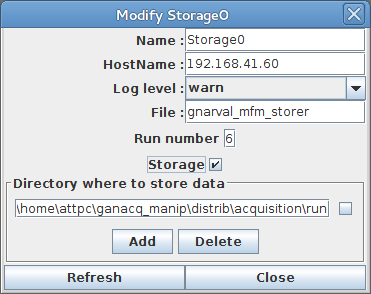 Modify Storage0
Name : Storage0
HostName : 192.168.41.60
Log level : warn
File : gnarval_mfm_storer
Run number 6
Storage
Directory where to store data
\home\attpc\ganacq_manip\distrib\acquisition\run
Add Delete
Refresh Close